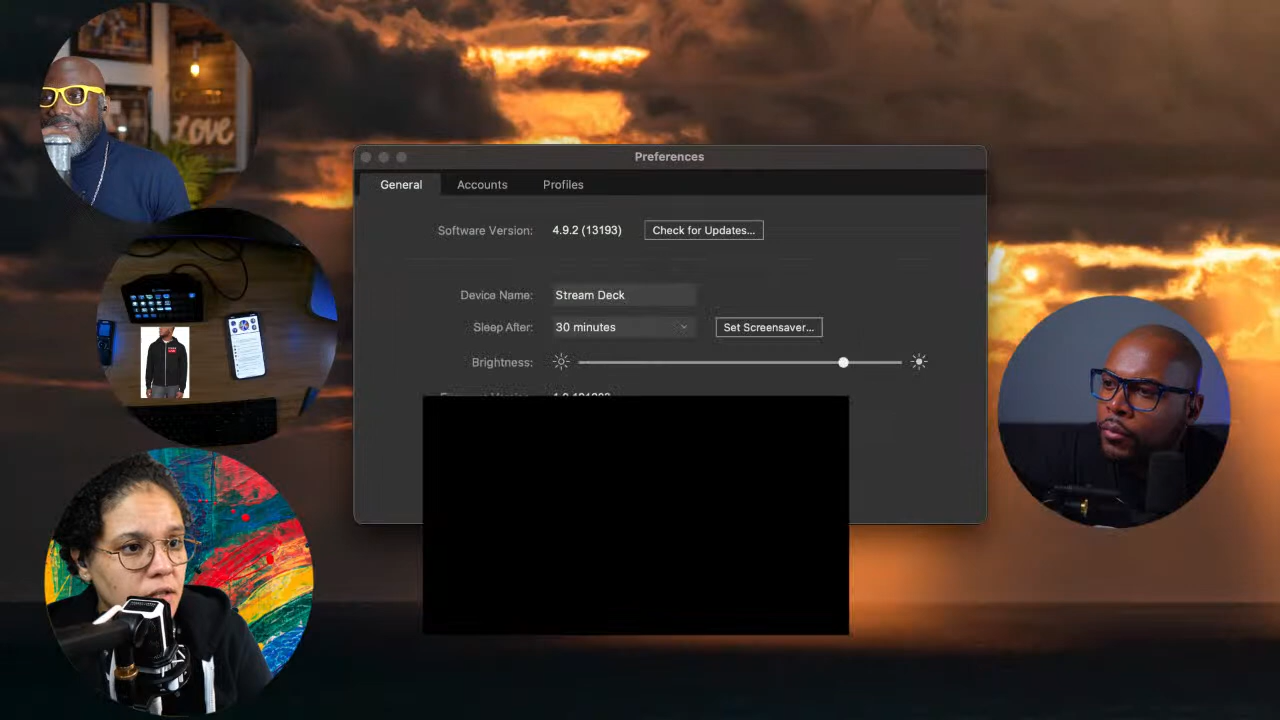 Preferences
General
Accounts
Profiles
Software Version:
4.9.2 (13193)
Check for Updates...
Device Name:
Stream Deck
Sleep After:
30 minutes
Set Screensaver...
Brightness:
LOVE